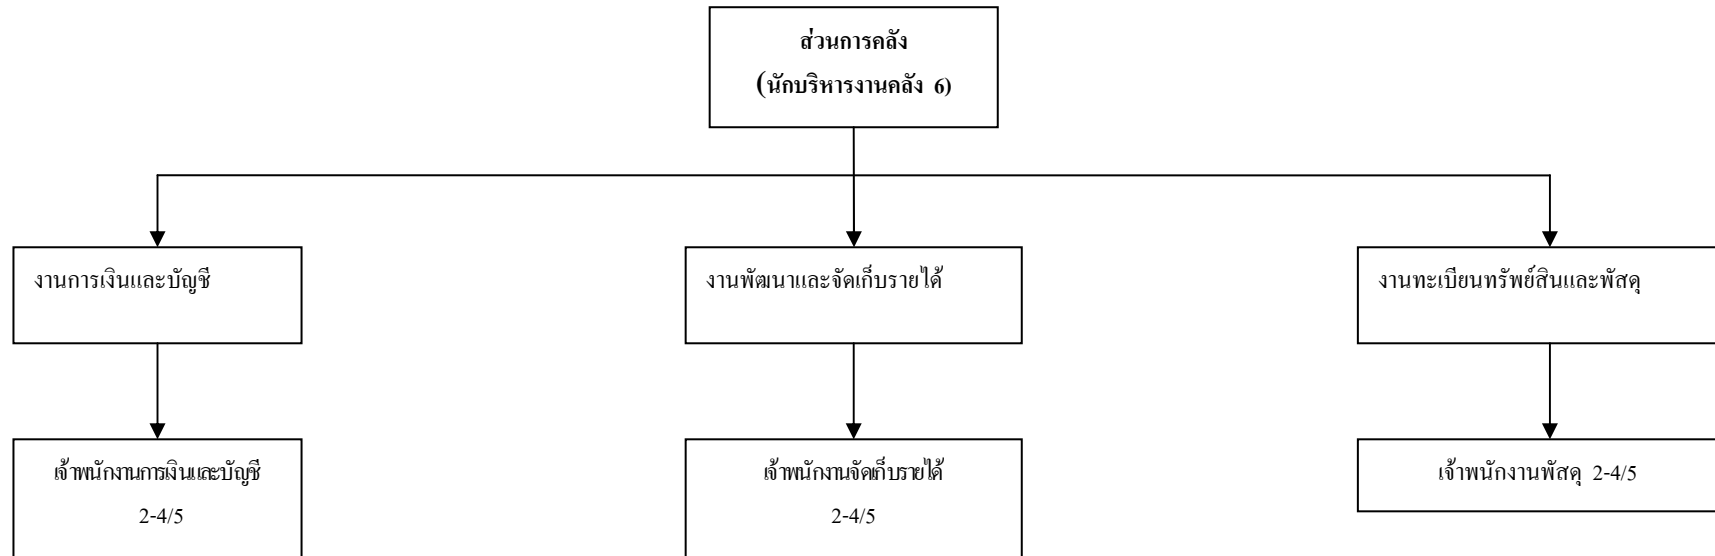 ส่วนการคลัง
(นักบริหารงานคลัง 6)
งานการเงินและบัญชี
งานพัฒนาและจัดเก็บรายได้
งานทะเบียนทรัพย์สินและพัสดุ
เจ้าพนักงานการเงินและบัญชี
2-4/5
เจ้าพนักงานจัดเก็บรายได้
2-4/5
เจ้าพนักงานพัสดุ 2-4/5